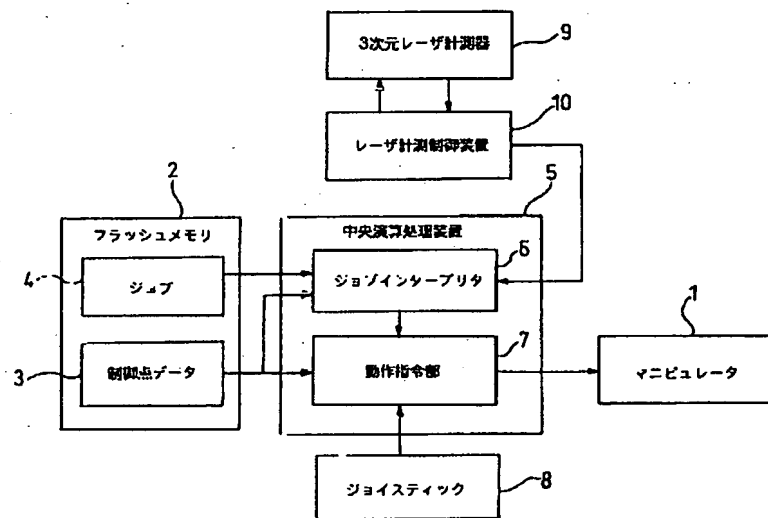 3次元レーザ計測器
9
10
レーザ計測制御装置
2
5
フラッシュメモリ
中央演算処理装置
6
4
ジョブ
ジョブインタープリタ
1
7
3
制御点データ
動作指令部
マニピュレータ
ジョイスティック
8